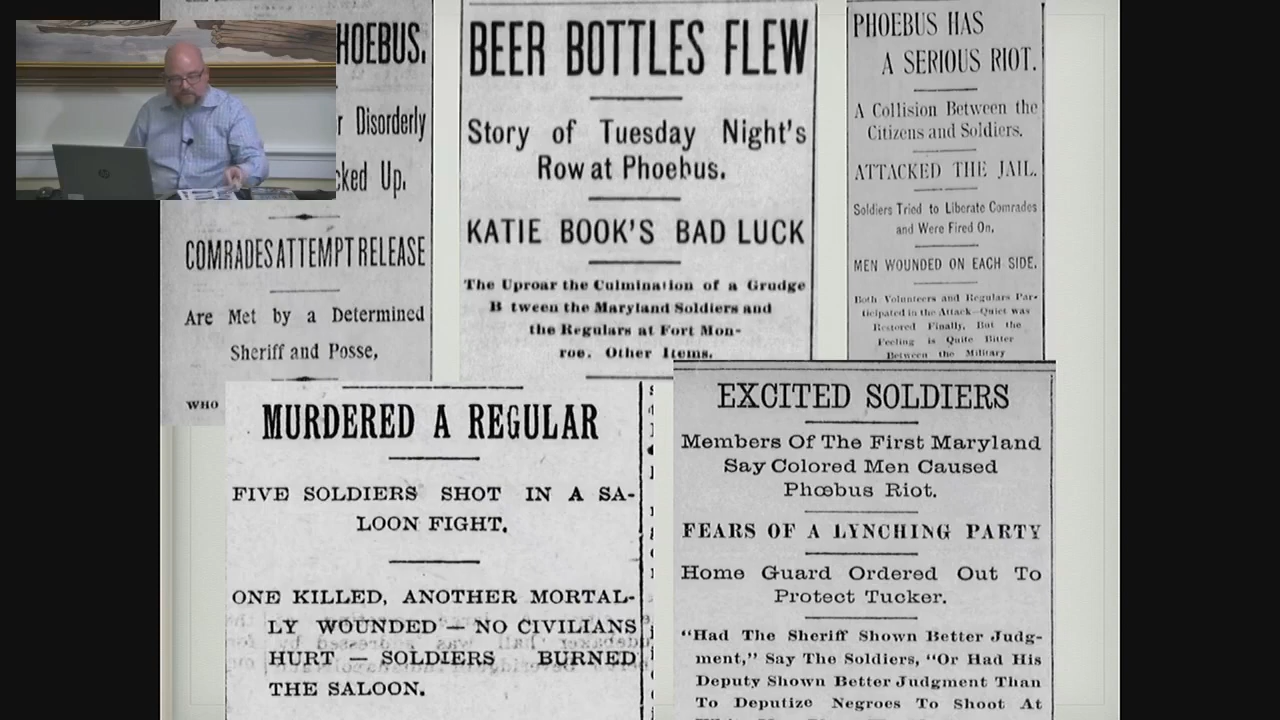 HOEBUS.
r Disorderly
cked Up.
COMRADES ATTEMPT RELEASE
Are Met by a Determined
Sheriff and Posse,
WHO
BEER BOTTLES FLEW
Story of Tuesday Night's
Row at Phoebus.
KATIE BOOK'S BAD LUCK
The Uproar the Culmination of a Grudge
B tween the Maryland Soldiers and
the Regulars at Fort Mon-
roe. Other Items.
PHOEBUS HAS
A SERIOUS RIOT.
A Collision Between the
Citizens and Soldiers.
ATTACKED THE JAIL.
Soldiers Tried to Liberate Comrades
and Were Fired On.
MEN WOUNDED ON EACH SIDE.
Both Volunteers and Regulars Par-
ticipated in the Attack—Quiet was
Restored Finally, But the
Feeling is Quite Bitter
Between the Military
MURDERED A REGULAR
FIVE SOLDIERS SHOT IN A SA-
LOON FIGHT.
ONE KILLED, ANOTHER MORTAL-
LY WOUNDED — NO CIVILIANS
HURT — SOLDIERS BURNED
THE SALOON.
EXCITED SOLDIERS
Members Of The First Maryland
Say Colored Men Caused
Phœbus Riot.
FEARS OF A LYNCHING PARTY
Home Guard Ordered Out To
Protect Tucker.
"Had The Sheriff Shown Better Judg-
ment," Say The Soldiers, "Or Had His
Deputy Shown Better Judgment Than
To Deputize Negroes To Shoot At